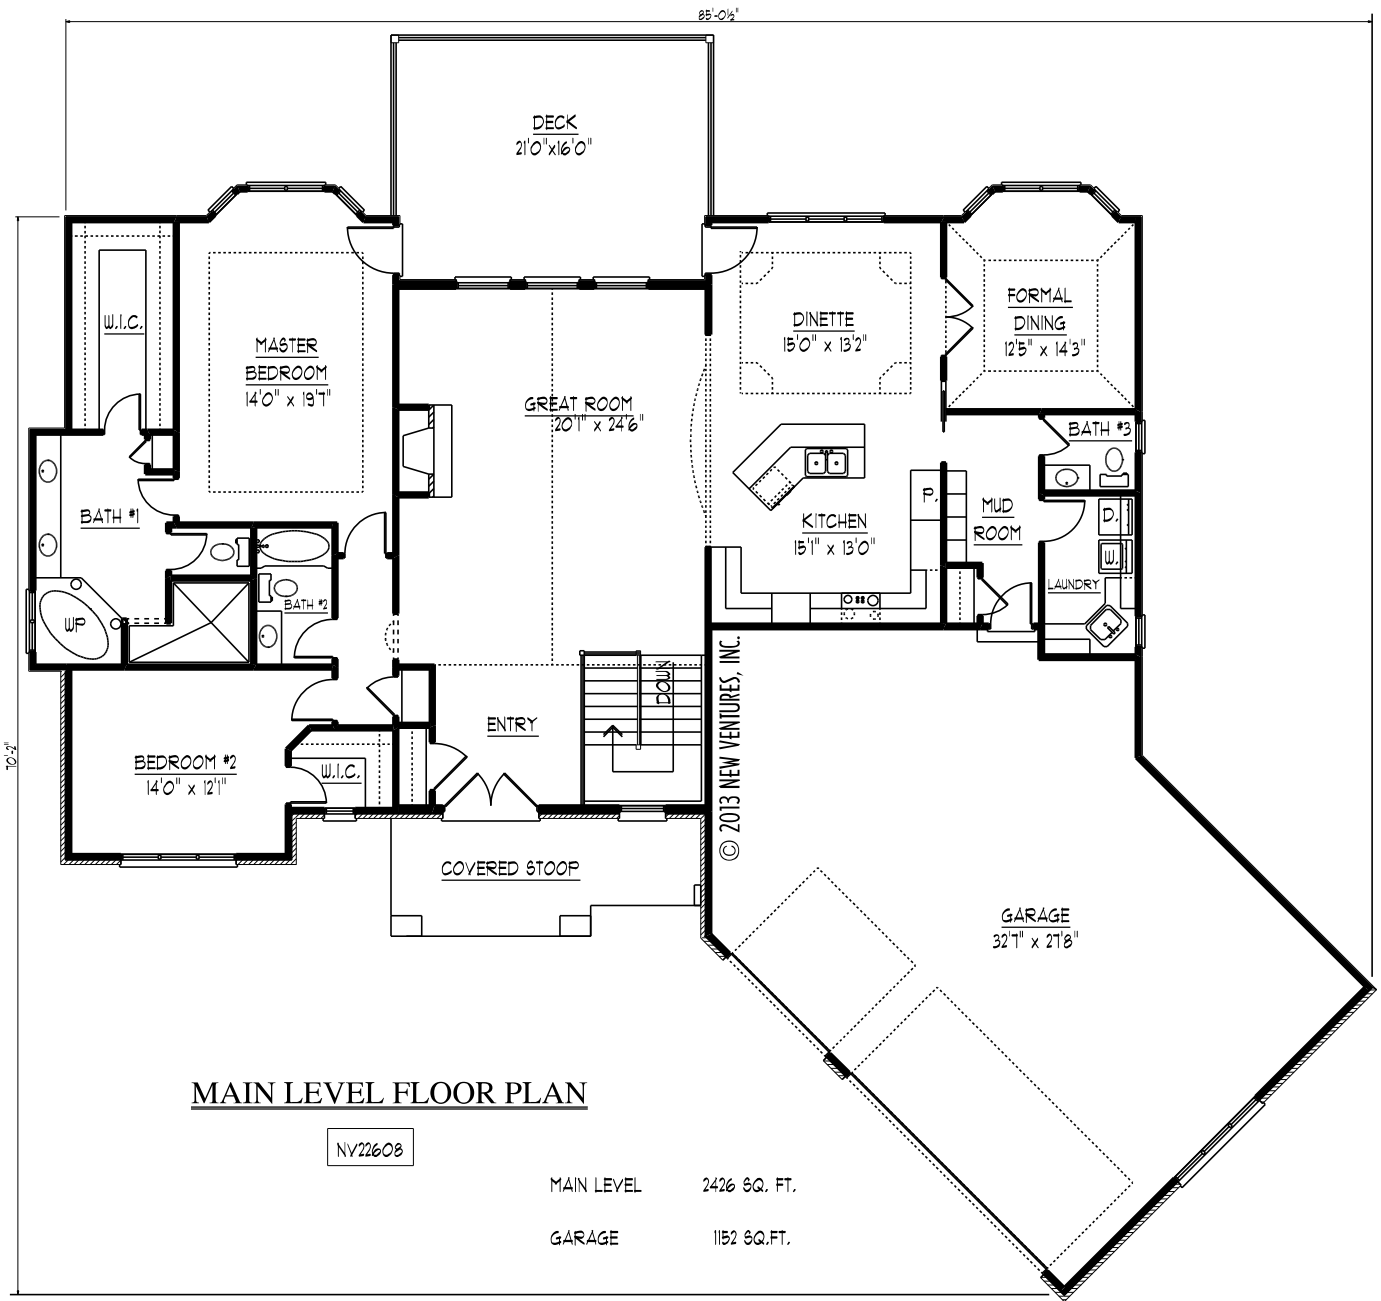 85'-0½"
DECK
21'0"x16'0"
W.I.C.
MASTER
BEDROOM
14'0" x 19'7"
DINETTE
15'0" x 13'2"
FORMAL
DINING
12'5" x 14'3"
GREAT ROOM
20'1" x 24'6"
BATH #3
BATH #1
KITCHEN
15'1" x 13'0"
P.
MUD
ROOM
D.
W.
LAUNDRY
BATH #2
WP
DOWN
ENTRY
BEDROOM #2
14'0" x 12'1"
W.I.C.
70'-2"
© 2013 NEW VENTURES, INC.
COVERED STOOP
GARAGE
32'7" x 27'8"
MAIN LEVEL FLOOR PLAN
NV22608
MAIN LEVEL 2426 SQ. FT.
GARAGE 1152 SQ.FT.